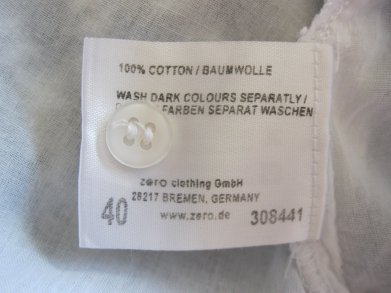 100% COTTON / BAUMWOLLE
WASH DARK COLOURS SEPARATLY /
FARBEN SEPARAT WASCHEN
zero clothing GmbH
28217 BREMEN, GERMANY
40 www.zero.de 308441